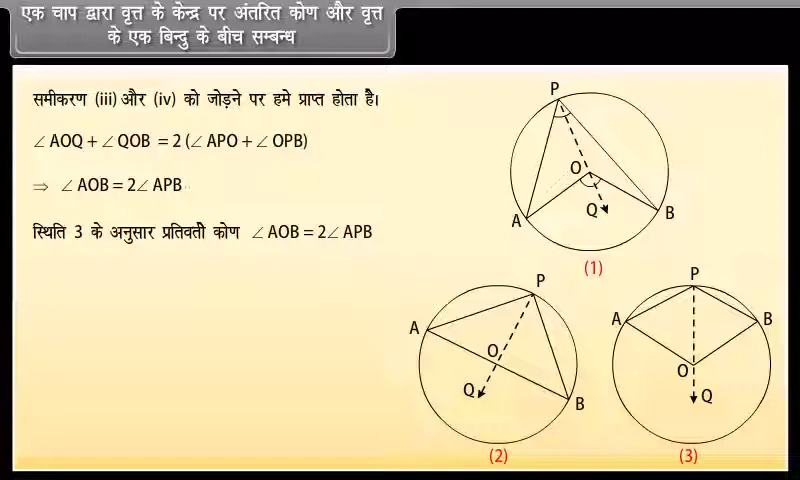 एक चाप द्वारा वृत्त के केन्द्र पर अंतरित कोण और वृत्त
के एक बिन्दु के बीच सम्बन्ध
समीकरण (iii) और (iv) को जोड़ने पर हमे प्राप्त होता है।
∠ AOQ + ∠ QOB = 2 (∠ APO + ∠ OPB)
⇒ ∠ AOB = 2∠ APB
स्थिति 3 के अनुसार प्रतिवर्ती कोण ∠ AOB = 2∠ APB
P
O
Q
A
B
(1)
P
A
O
Q
B
(2)
P
A
B
O
Q
(3)